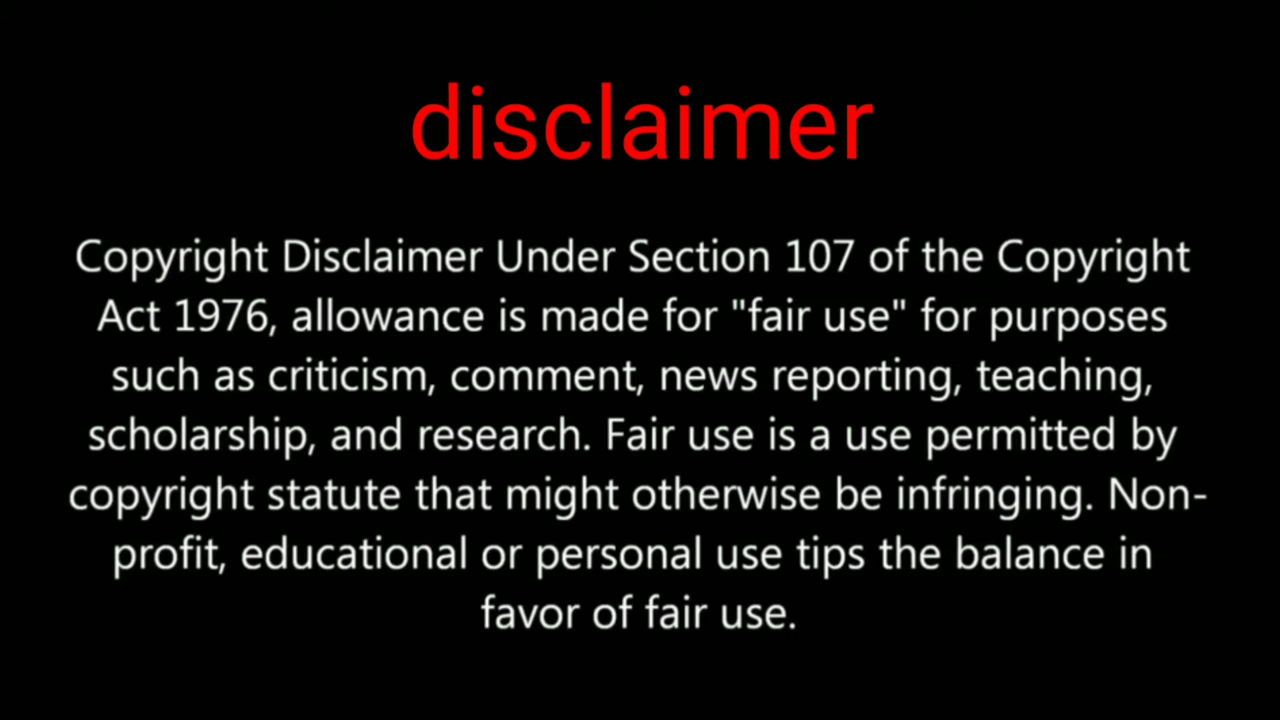 disclaimer
Copyright Disclaimer Under Section 107 of the Copyright
Act 1976, allowance is made for "fair use" for purposes
such as criticism, comment, news reporting, teaching,
scholarship, and research. Fair use is a use permitted by
copyright statute that might otherwise be infringing. Non-
profit, educational or personal use tips the balance in
favor of fair use.